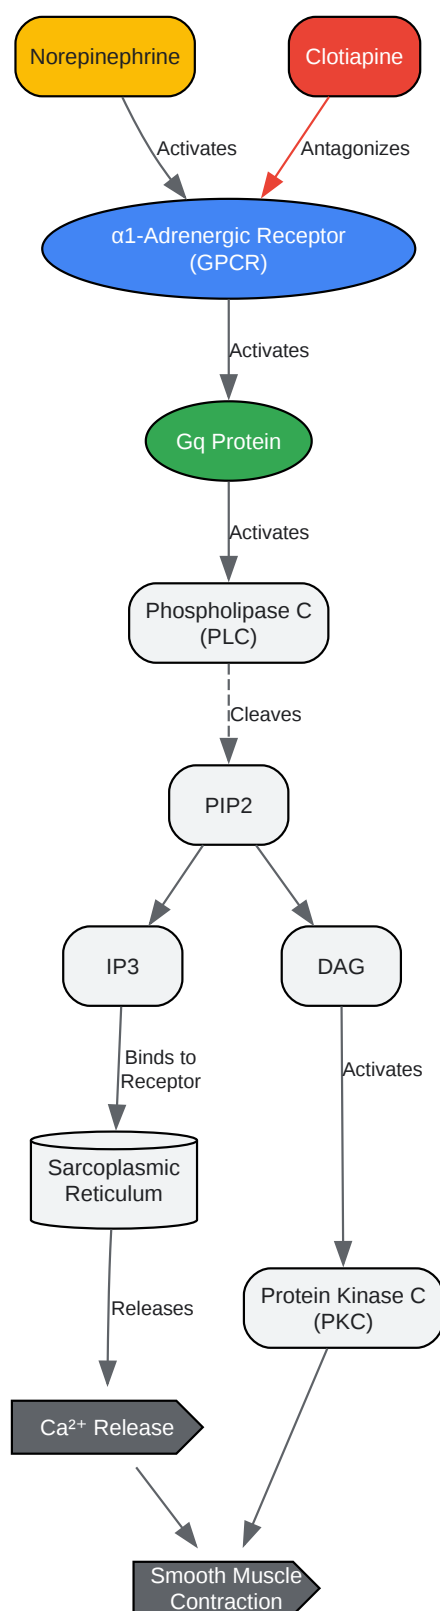 Norepinephrine
Clotiapine
Activates
Antagonizes
α1-Adrenergic Receptor
(GPCR)
Activates
Gq Protein
Activates
Phospholipase C
(PLC)
Cleaves
PIP2
IP3
DAG
Binds to
Receptor
Activates
Sarcoplasmic
Reticulum
Releases
Protein Kinase C
(PKC)
Ca²⁺ Release
Smooth Muscle
Contraction